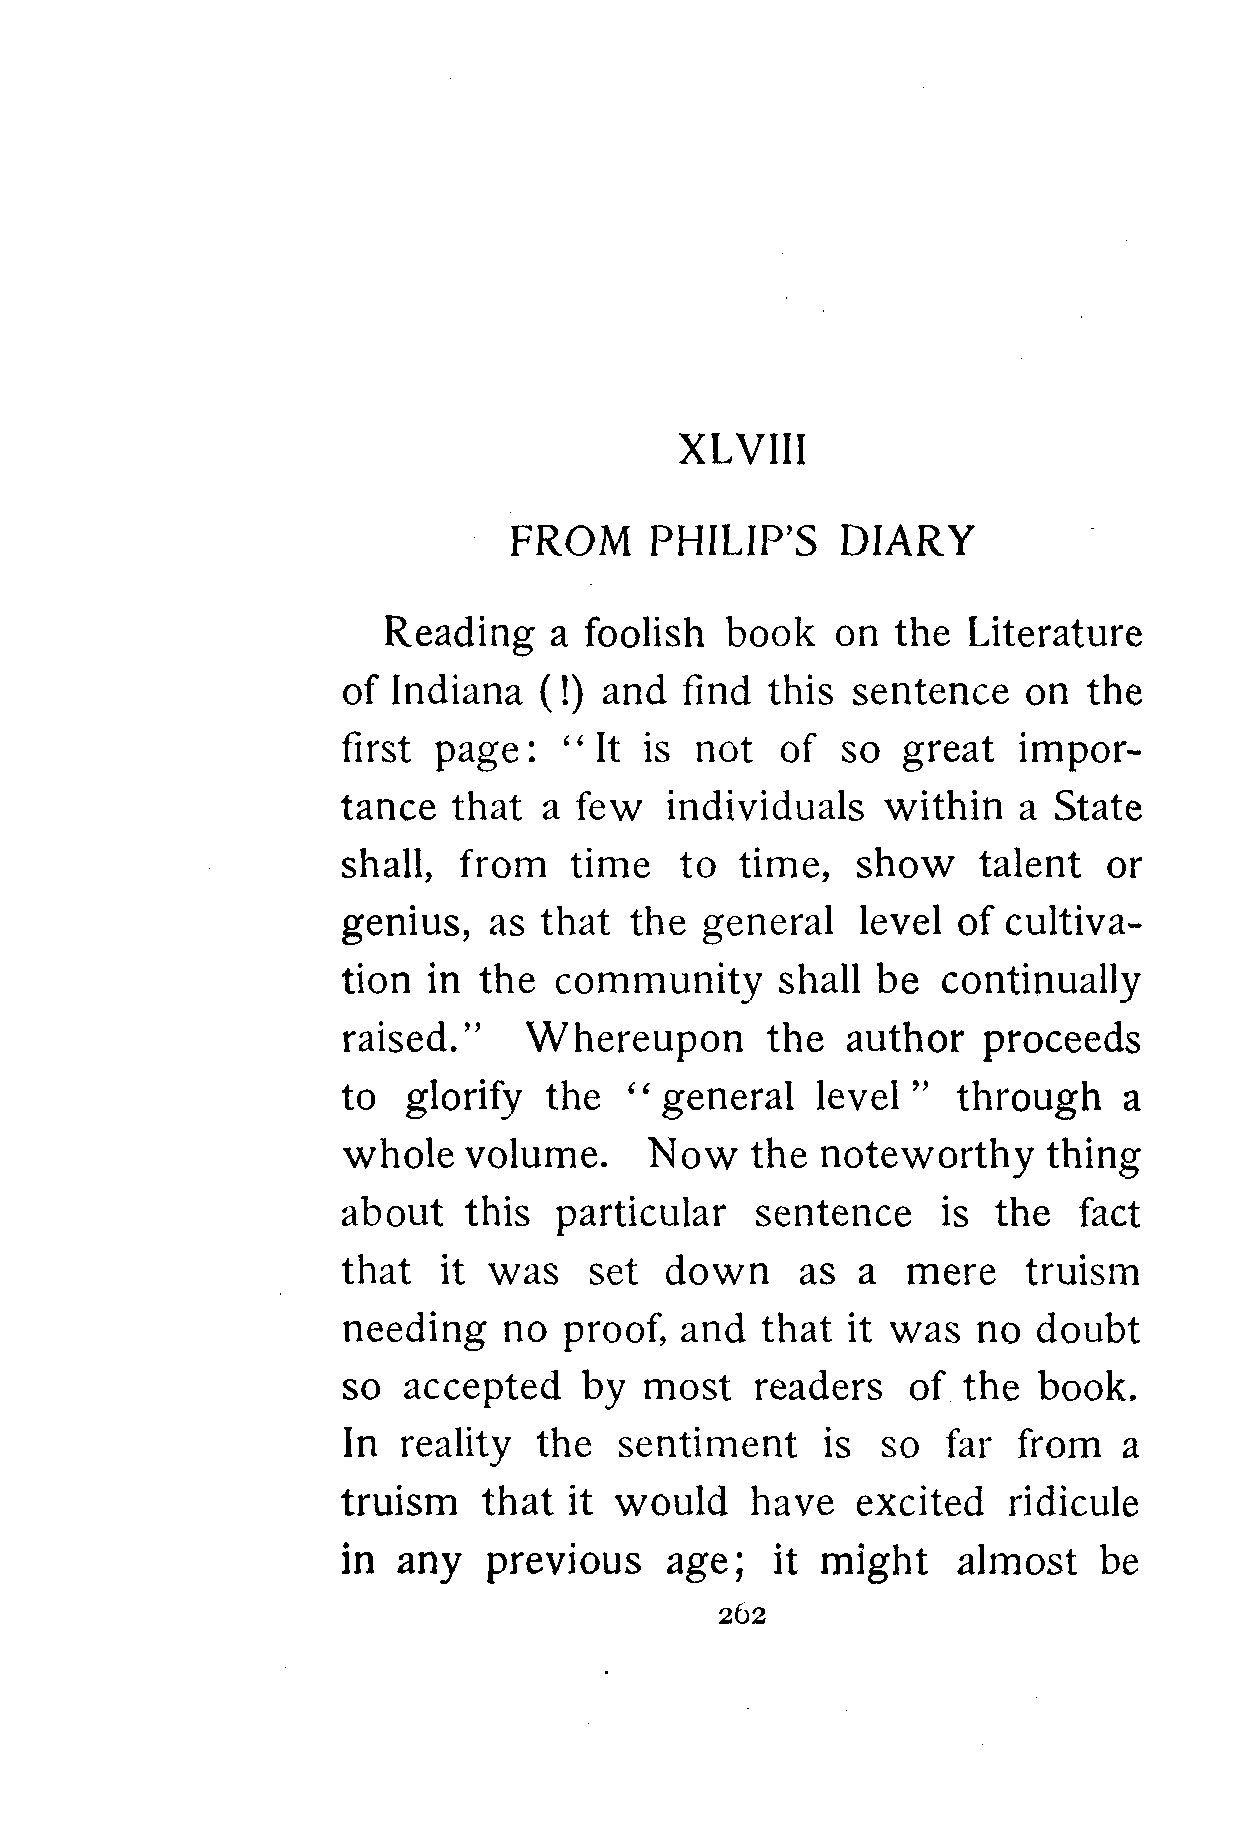 XLVIII
FROM PHILIP'S DIARY
Reading a foolish book on the Literature
of Indiana (!) and find this sentence on the
first page: “It is not of so great impor-
tance that a few individuals within a State
shall, from time to time, show talent or
genius, as that the general level of cultiva-
tion in the community shall be continually
raised.” Whereupon the author proceeds
to glorify the “general level” through a
whole volume. Now the noteworthy thing
about this particular sentence is the fact
that it was set down as a mere truism
needing no proof, and that it was no doubt
so accepted by most readers of the book.
In reality the sentiment is so far from a
truism that it would have excited ridicule
in any previous age; it might almost be
262